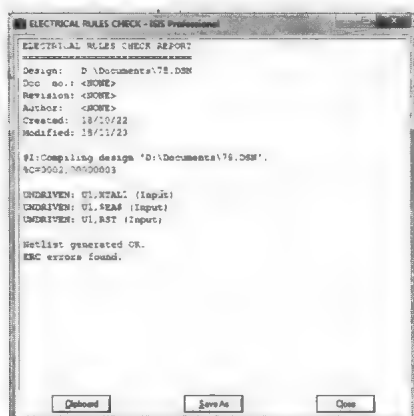 ELECTRICAL RULES CHECK - ISIS Professional
ELECTRICAL RULES CHECK REPORT
Design: D:\Documents\78.DSN
Doc no.: <NONE>
Revision: <NONE>
Author: <NONE>
Created: 18/10/22
Modified: 18/11/23
Compiling design 'D:\Documents\78.DSN'.
UNDRIVEN: U1,XTAL1 (Input)
UNDRIVEN: U1,$EA$ (Input)
UNDRIVEN: U1,RST (Input)
Netlist generated OK.
ERC errors found.
Clipboard
Save As
Close